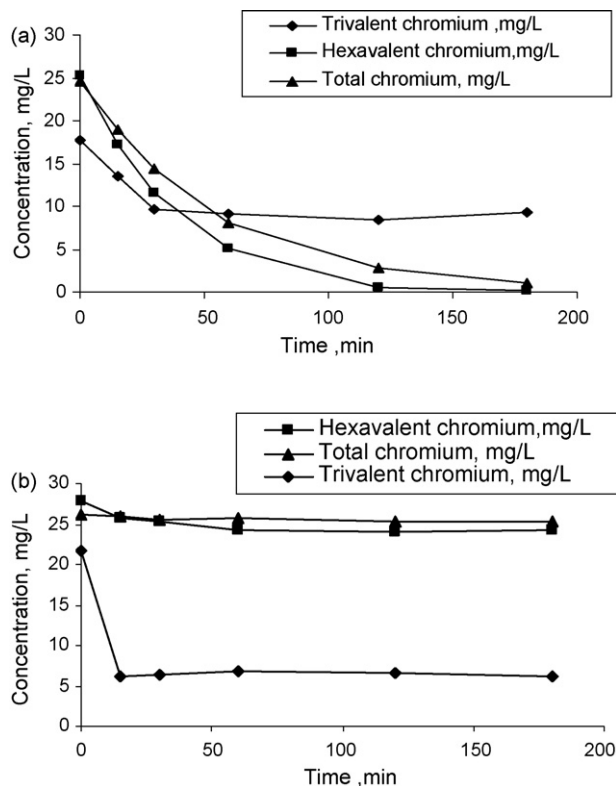 (a)
Trivalent chromium ,mg/L
Hexavalent chromium,mg/L
Total chromium, mg/L
30
25
20
15
10
5
0
Concentration, mg/L
0 50 100 150 200
Time ,min
(b)
Hexavalent chromium,mg/L
Total chromium, mg/L
Trivalent chromium, mg/L
30
25
20
15
10
5
0
Concentration, mg/L
0 50 100 150 200
Time ,min